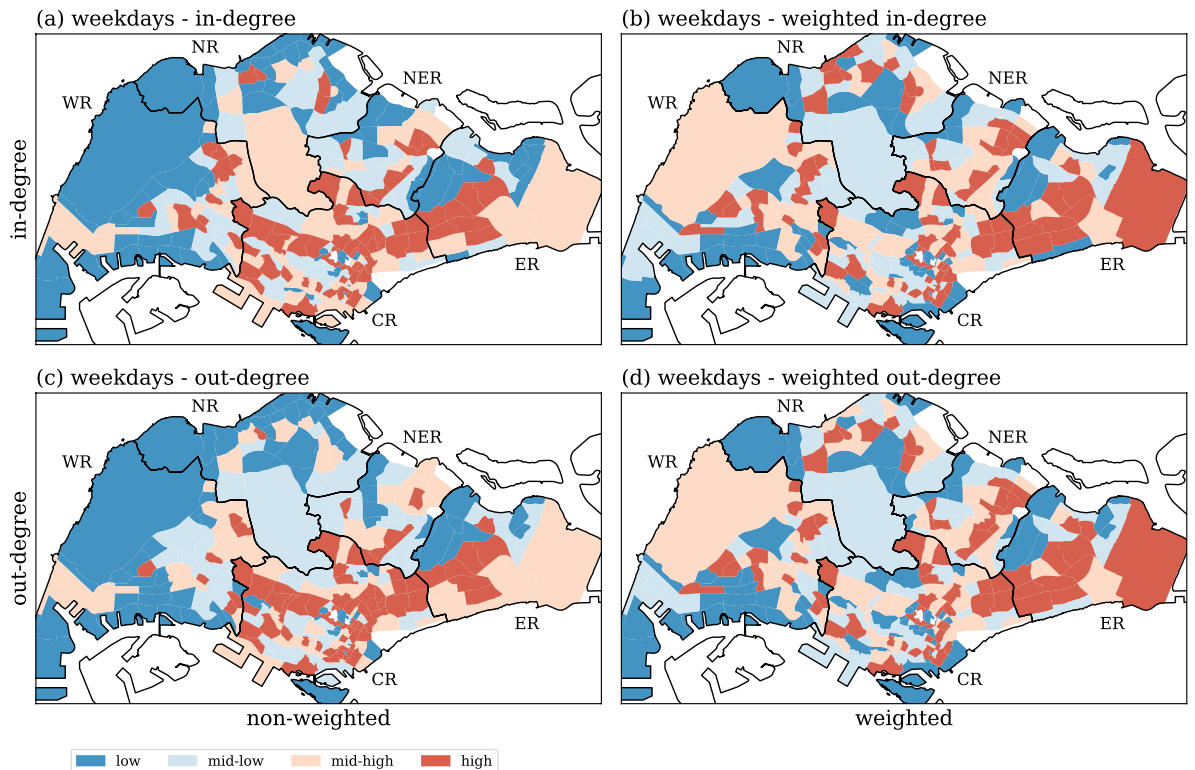 (a) weekdays - in-degree
(b) weekdays - weighted in-degree
NR
NER
WR
ER
CR
in-degree
NR
NER
WR
ER
CR
(c) weekdays - out-degree
(d) weekdays - weighted out-degree
NR
NER
WR
ER
CR
out-degree
NR
NER
WR
ER
CR
non-weighted
weighted
low mid-low mid-high high